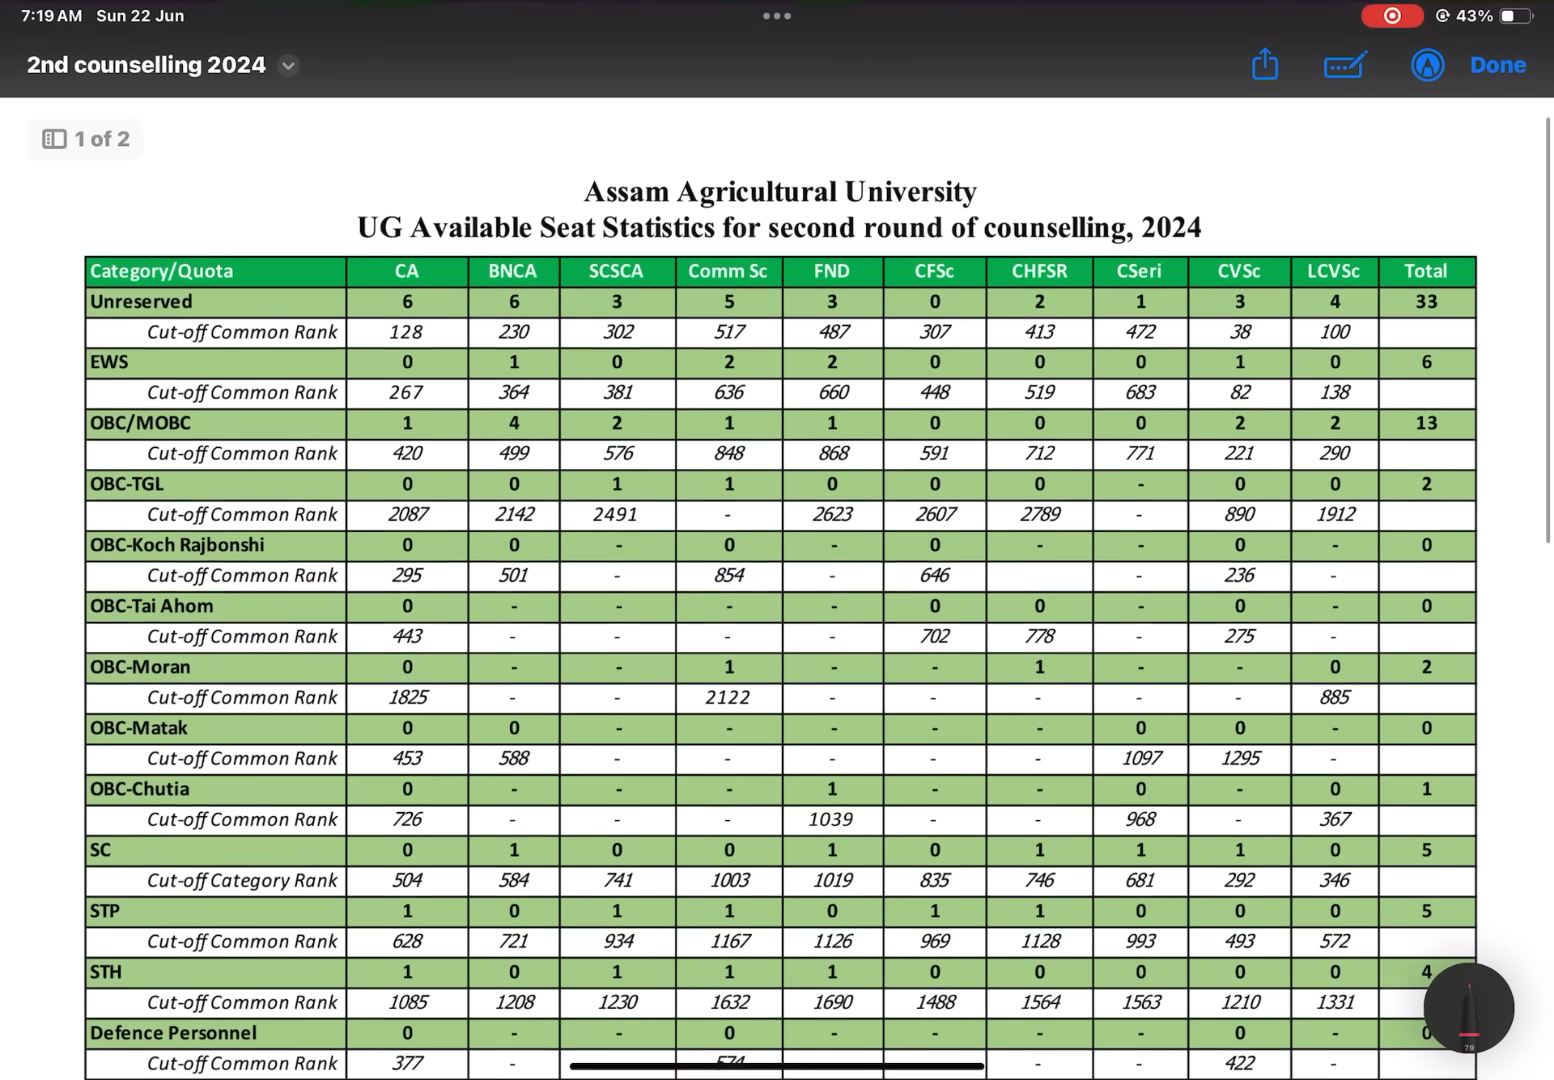 7:19 AM Sun 22 Jun 43%
2nd counselling 2024 Done
1 of 2
Assam Agricultural University
UG Available Seat Statistics for second round of counselling, 2024
Category/Quota CA BNCA SCSCA Comm Sc FND CFSc CHFSR CSeri CVSc LCVSc Total
Unreserved 6 6 3 5 3 0 2 1 3 4 33
Cut-off Common Rank 128 230 302 517 487 307 413 472 38 100
EWS 0 1 0 2 2 0 0 0 1 0 6
Cut-off Common Rank 267 364 381 636 660 448 519 683 82 138
OBC/MOBC 1 4 2 1 1 0 0 0 2 2 13
Cut-off Common Rank 420 499 576 848 868 591 712 771 221 290
OBC-TGL 0 0 1 1 0 0 0 - 0 0 2
Cut-off Common Rank 2087 2142 2491 - 2623 2607 2789 - 890 1912
OBC-Koch Rajbonshi 0 0 - 0 - 0 - - 0 - 0
Cut-off Common Rank 295 501 - 854 - 646 - 236 -
OBC-Tai Ahom 0 - - - - 0 0 - 0 - 0
Cut-off Common Rank 443 - - - - 702 778 - 275 -
OBC-Moran 0 - - 1 - - 1 - - 0 2
Cut-off Common Rank 1825 - - 2122 - - - - - 885
OBC-Matak 0 0 - - - - - 0 0 - 0
Cut-off Common Rank 453 588 - - - - - 1097 1295 -
OBC-Chutia 0 - - - 1 - - 0 - 0 1
Cut-off Common Rank 726 - - - 1039 - - 968 - 367
SC 0 1 0 0 1 0 1 1 1 0 5
Cut-off Category Rank 504 584 741 1003 1019 835 746 681 292 346
STP 1 0 1 1 0 1 1 0 0 0 5
Cut-off Common Rank 628 721 934 1167 1126 969 1128 993 493 572
STH 1 0 1 1 1 0 0 0 0 0 4
Cut-off Common Rank 1085 1208 1230 1632 1690 1488 1564 1563 1210 1331
Defence Personnel 0 - - 0 - - - - 0 - 0
Cut-off Common Rank 377 - 574 - - 422 -
79